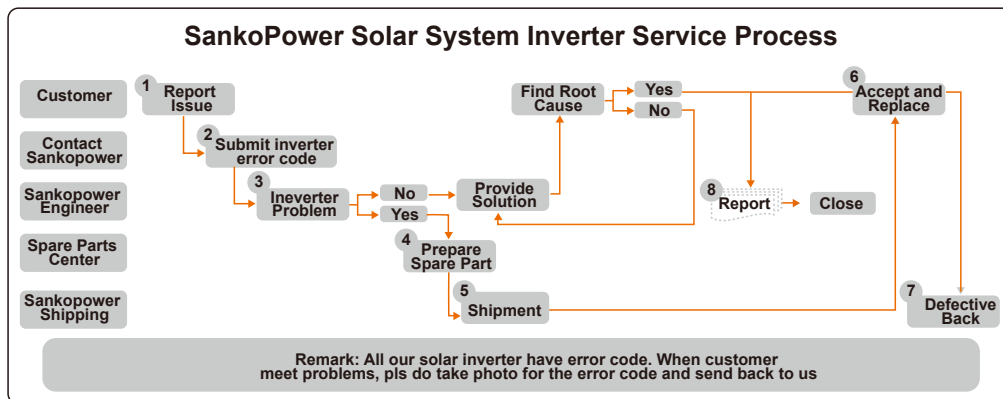 SankoPower Solar System Inverter Service Process
Customer
1
Report
Issue
Find Root
Cause
Yes
No
6
Accept and
Replace
Contact
Sankopower
2
Submit inverter
error code
Sankopower
Engineer
3
Ineverter
Problem
No
Yes
Provide
Solution
8
Report
Close
Spare Parts
Center
4
Prepare
Spare Part
Sankopower
Shipping
5
Shipment
7
Defective
Back
Remark: All our solar inverter have error code. When customer
meet problems, pls do take photo for the error code and send back to us